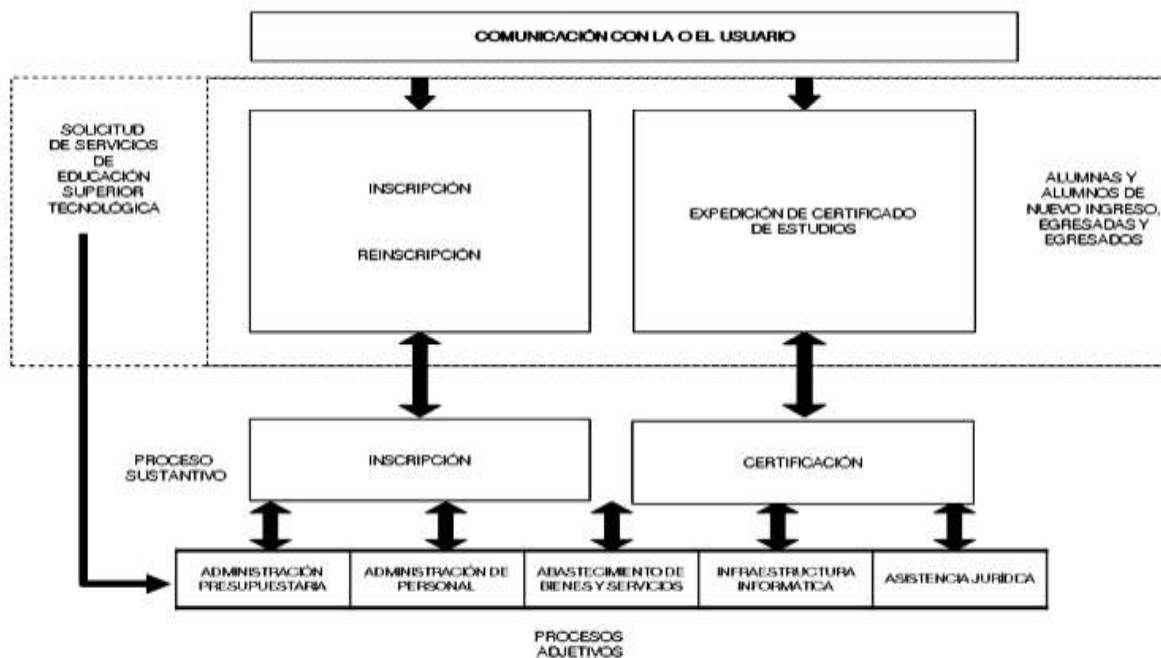 COMUNICACIÓN CON LA O EL USUARIO
SOLICITUD
DE SERVICIOS
DE
EDUCACIÓN
SUPERIOR
TECNOLÓGICA
INSCRIPCIÓN
REINSCRIPCIÓN
EXPEDICIÓN DE CERTIFICADO
DE ESTUDIOS
ALUMNAS Y
ALUMNOS DE
NUEVO INGRESO,
EGRESADAS Y
EGRESADOS
PROCESO
SUSTANTIVO
INSCRIPCIÓN
CERTIFICACIÓN
ADMINISTRACIÓN
PRESUPUESTARIA
ADMINISTRACIÓN DE
PERSONAL
ABASTECIMIENTO DE
BIENES Y SERVICIOS
INFRAESTRUCTURA
INFORMÁTICA
ASISTENCIA JURÍDICA
PROCESOS
ADJETIVOS